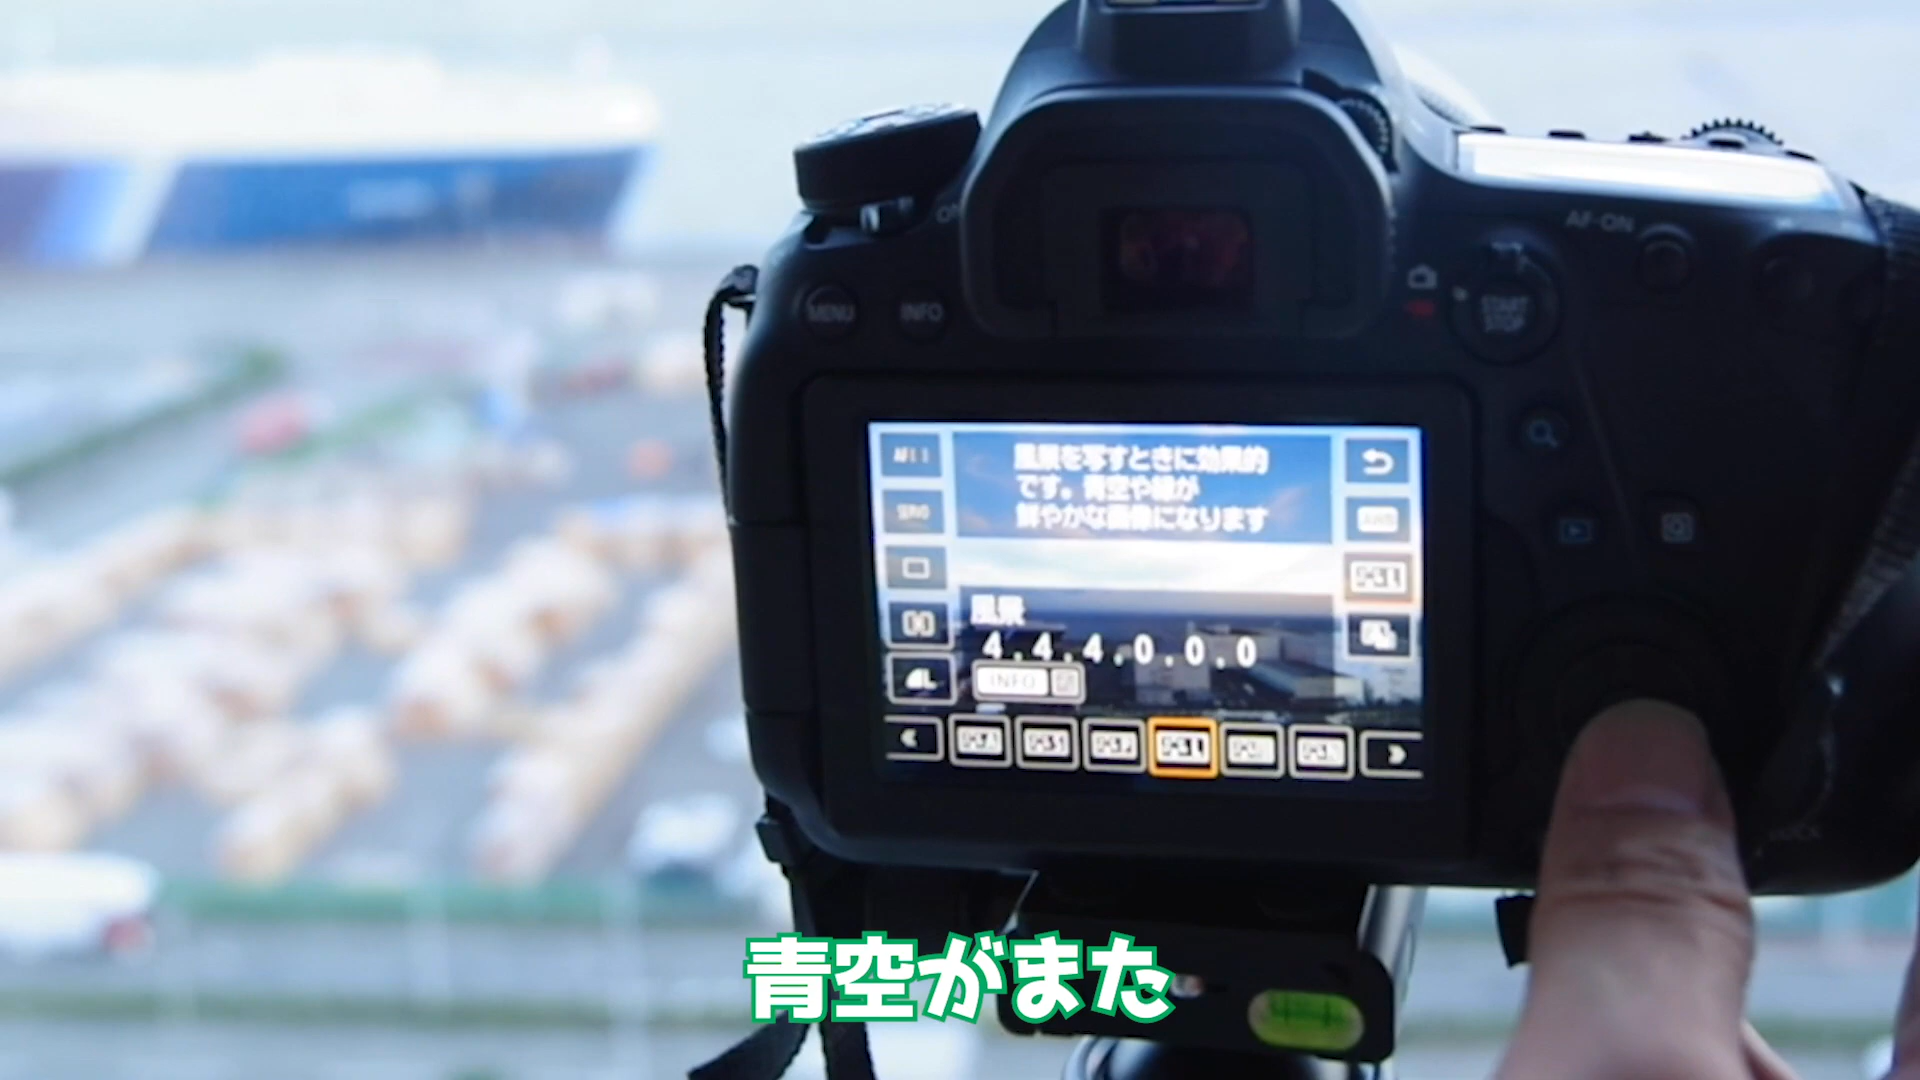 AF-ON
MENU
INFO
START
STOP
SERVO
風景を写すときに効果的
です。青空や緑が
鮮やかな画像になります
風景
4.4.4.0.0.0
INFO
青空がまた